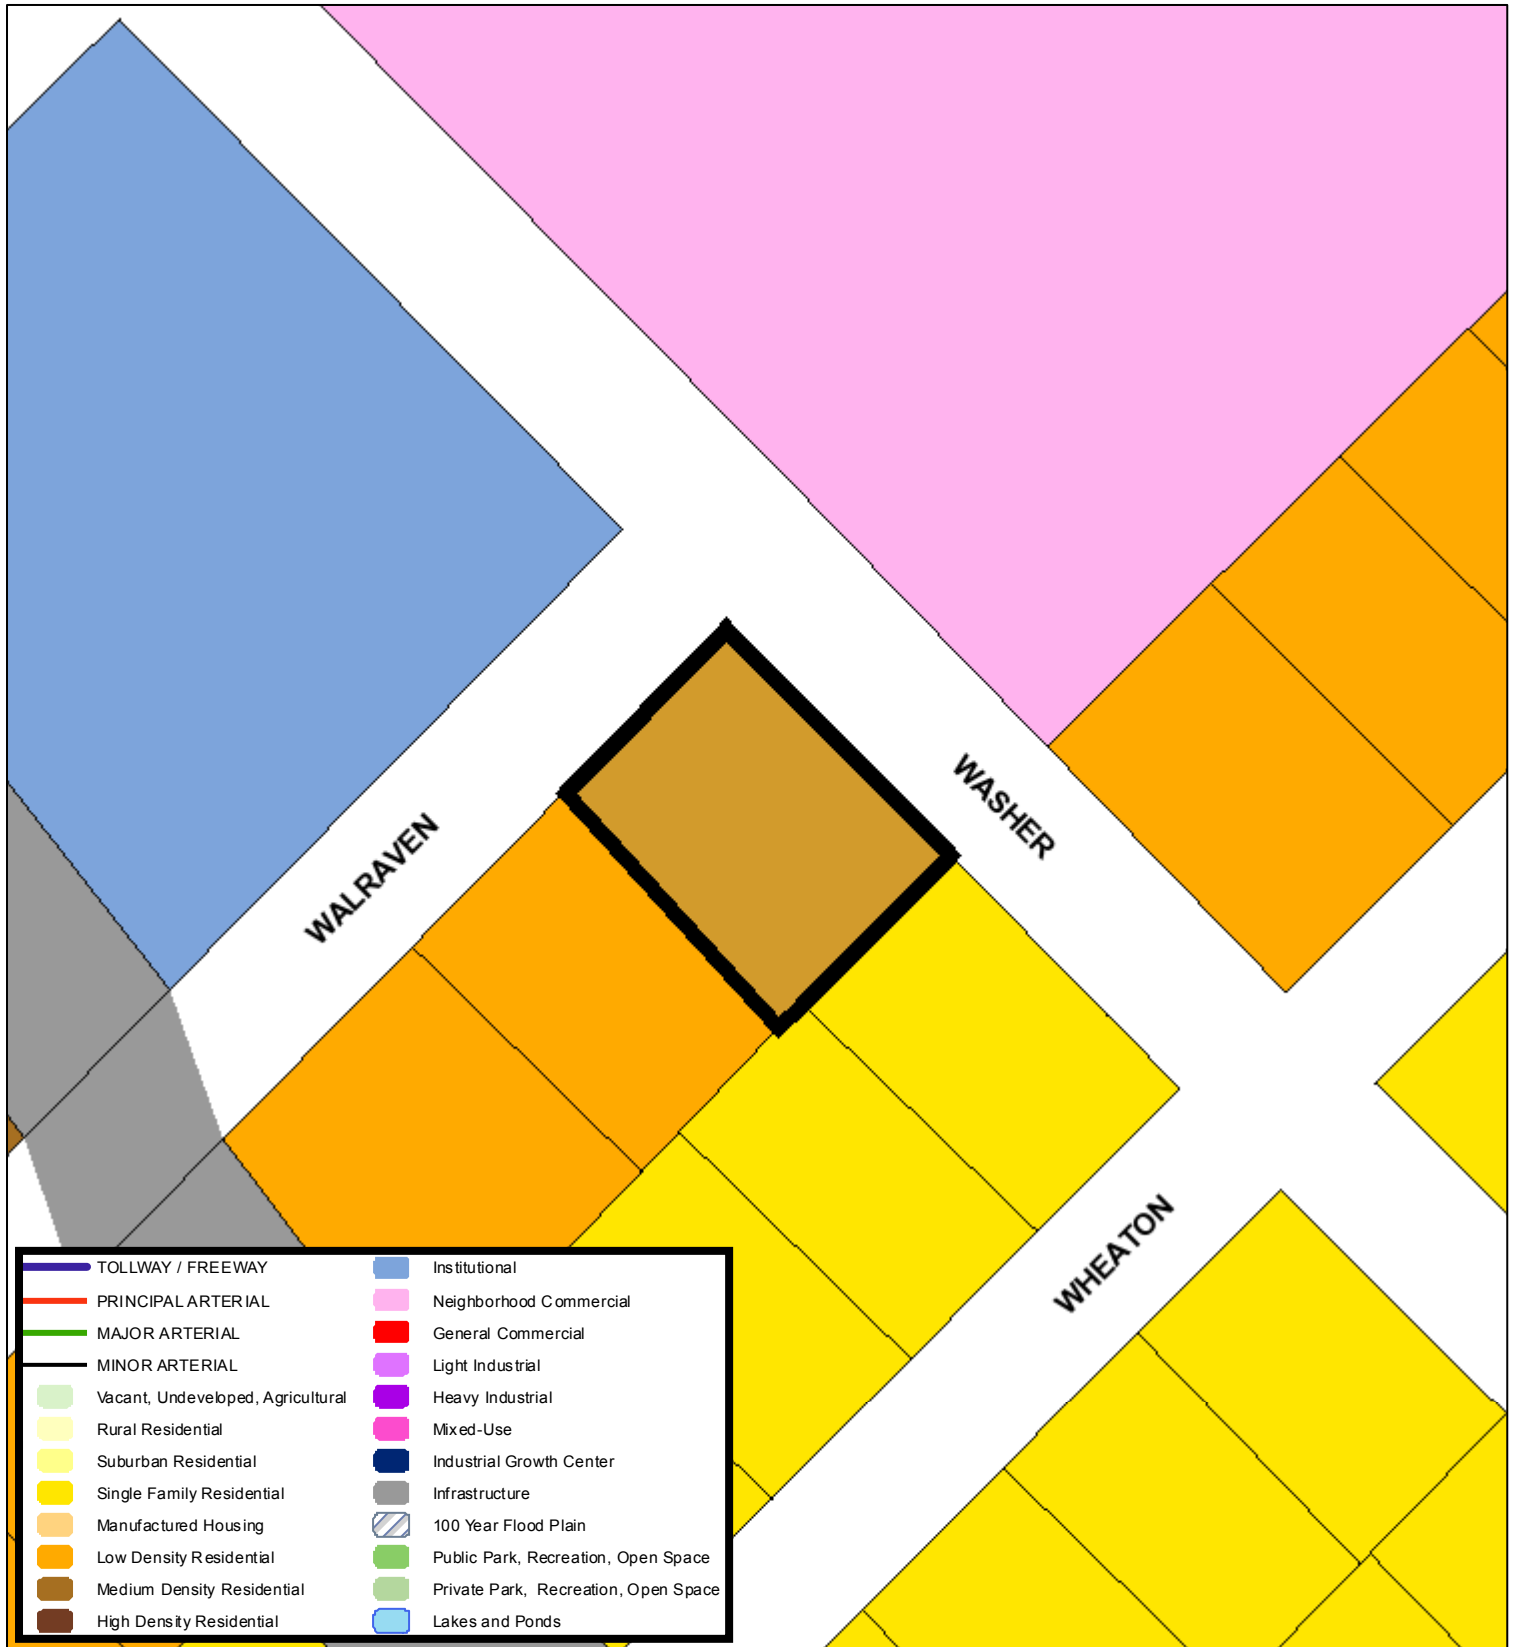 WASHER
WALRAVEN
WHEATON
TOLLWAY / FREEWAY
PRINCIPAL ARTERIAL
MAJOR ARTERIAL
MINOR ARTERIAL
Vacant, Undeveloped, Agricultural
Rural Residential
Suburban Residential
Single Family Residential
Manufactured Housing
Low Density Residential
Medium Density Residential
High Density Residential
Institutional
Neighborhood Commercial
General Commercial
Light Industrial
Heavy Industrial
Mixed-Use
Industrial Growth Center
Infrastructure
100 Year Flood Plain
Public Park, Recreation, Open Space
Private Park, Recreation, Open Space
Lakes and Ponds